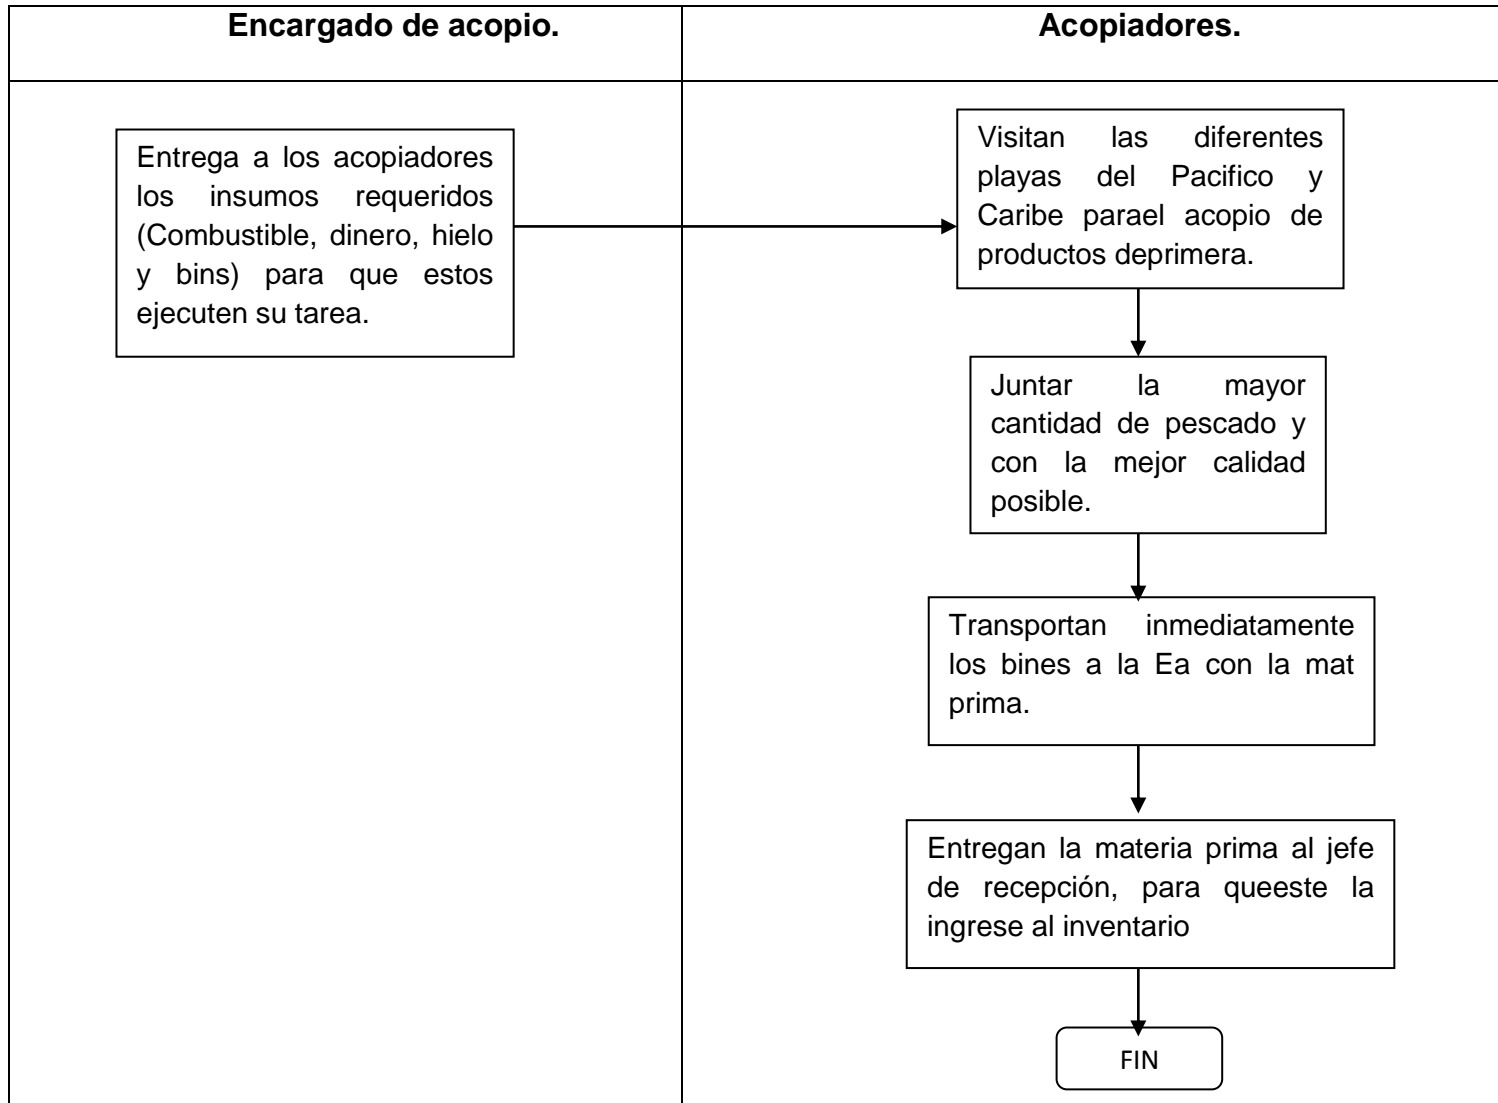 Encargado de acopio.
Acopiadores.
Entrega a los acopiadores
los insumos requeridos
(Combustible, dinero, hielo
y bins) para que estos
ejecuten su tarea.
Visitan las diferentes
playas del Pacifico y
Caribe parael acopio de
productos deprimera.
Juntar la mayor
cantidad de pescado y
con la mejor calidad
posible.
Transportan inmediatamente
los bines a la Ea con la mat
prima.
Entregan la materia prima al jefe
de recepción, para queeste la
ingrese al inventario
FIN